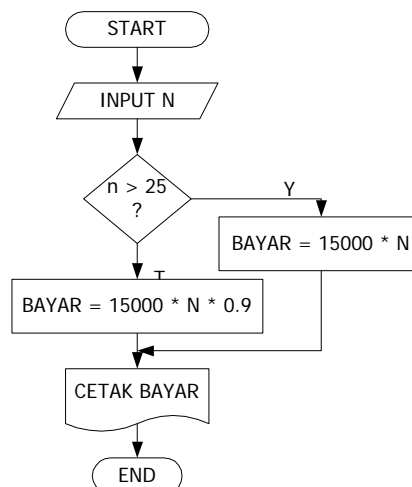 START
INPUT N
n > 25
?
Y
BAYAR = 15000 * N
T
BAYAR = 15000 * N * 0.9
CETAK BAYAR
END